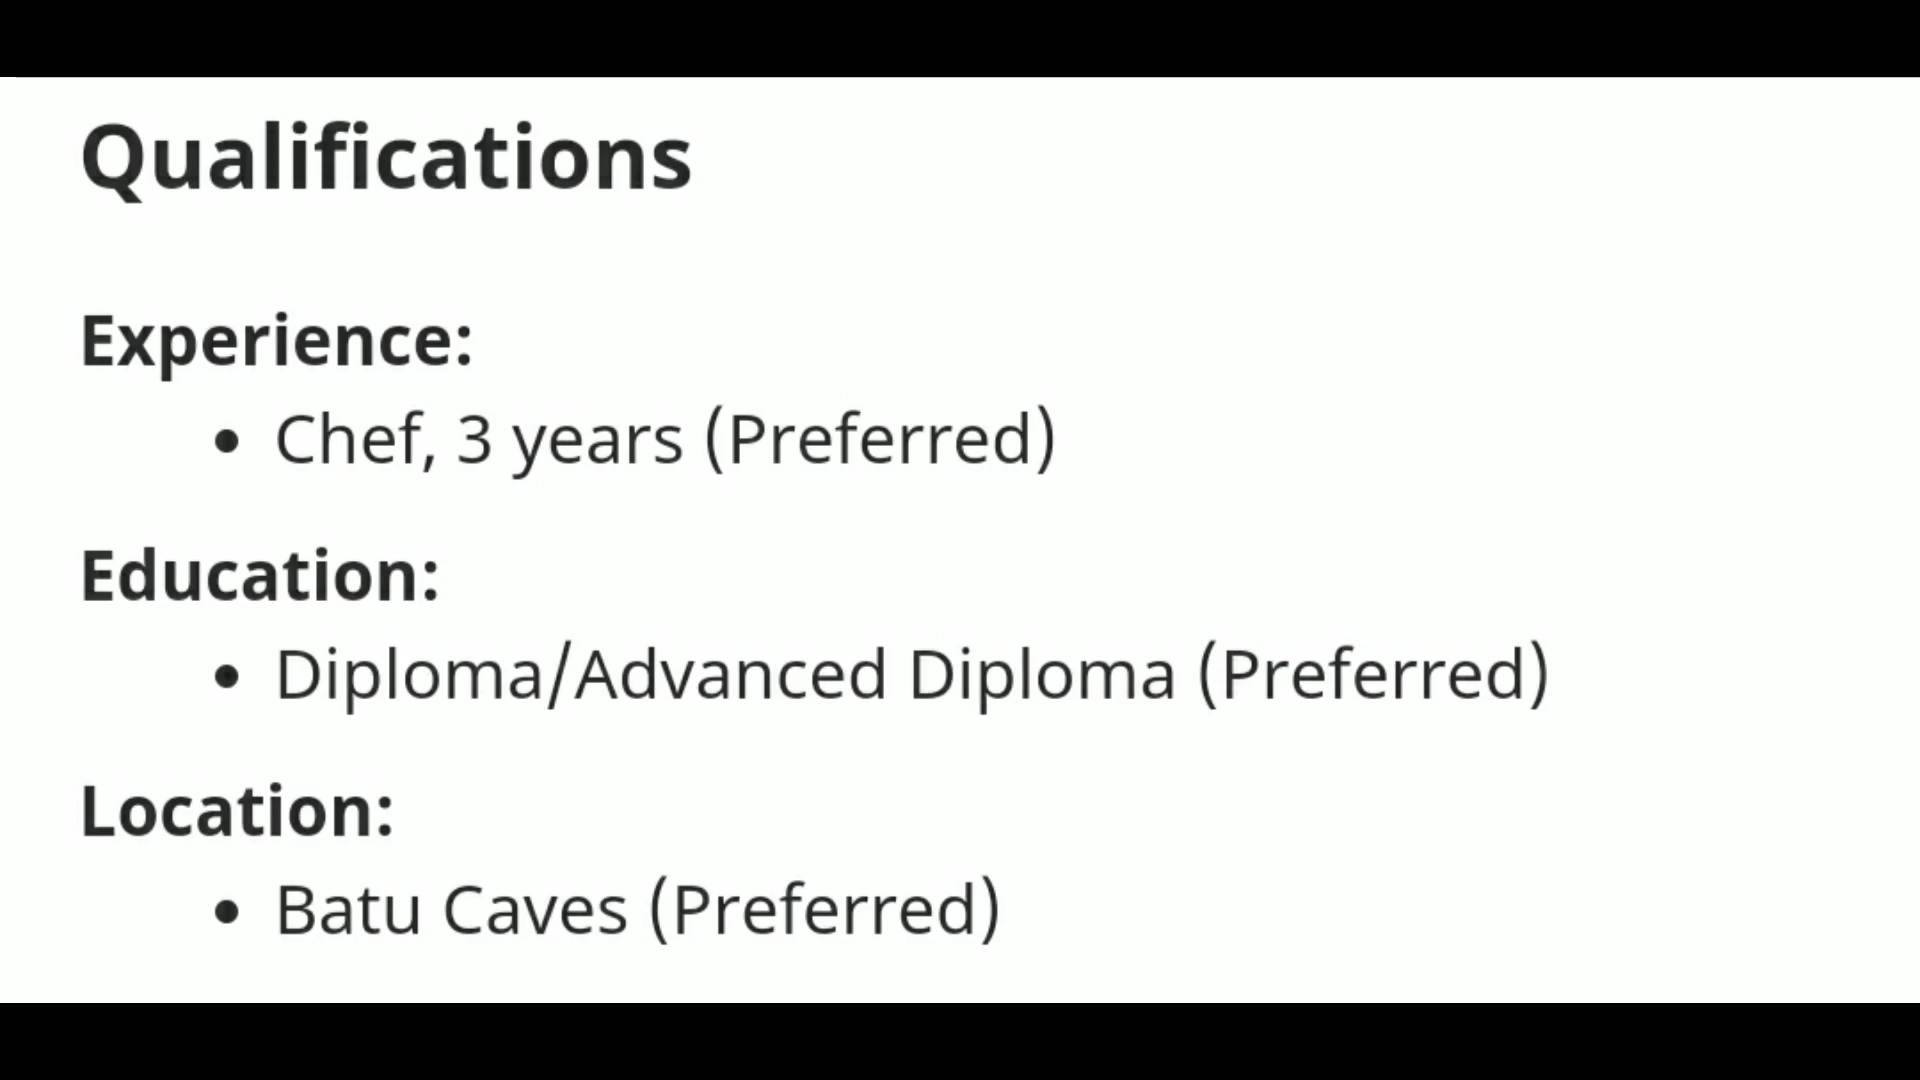 Qualifications
Experience:
• Chef, 3 years (Preferred)
Education:
• Diploma/Advanced Diploma (Preferred)
Location:
• Batu Caves (Preferred)